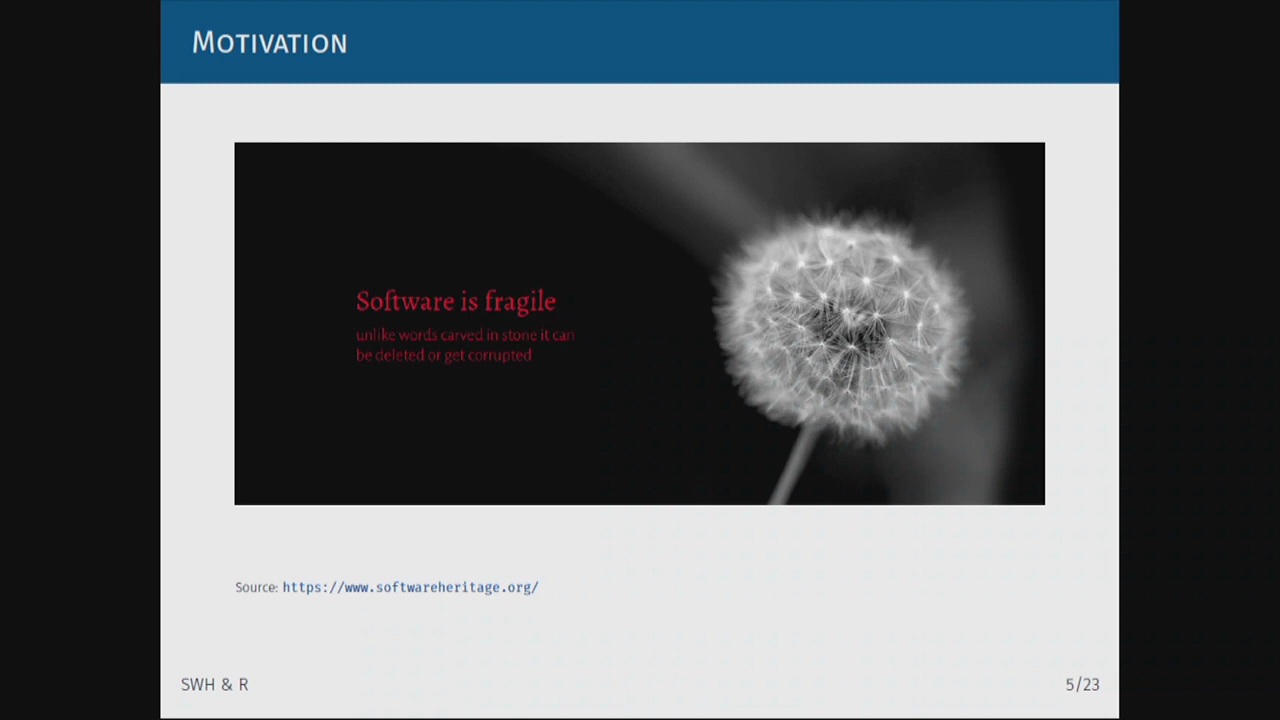 Motivation
Software is fragile
unlike words carved in stone it can
be deleted or get corrupted
Source: https://www.softwareheritage.org/
SWH & R
5/23